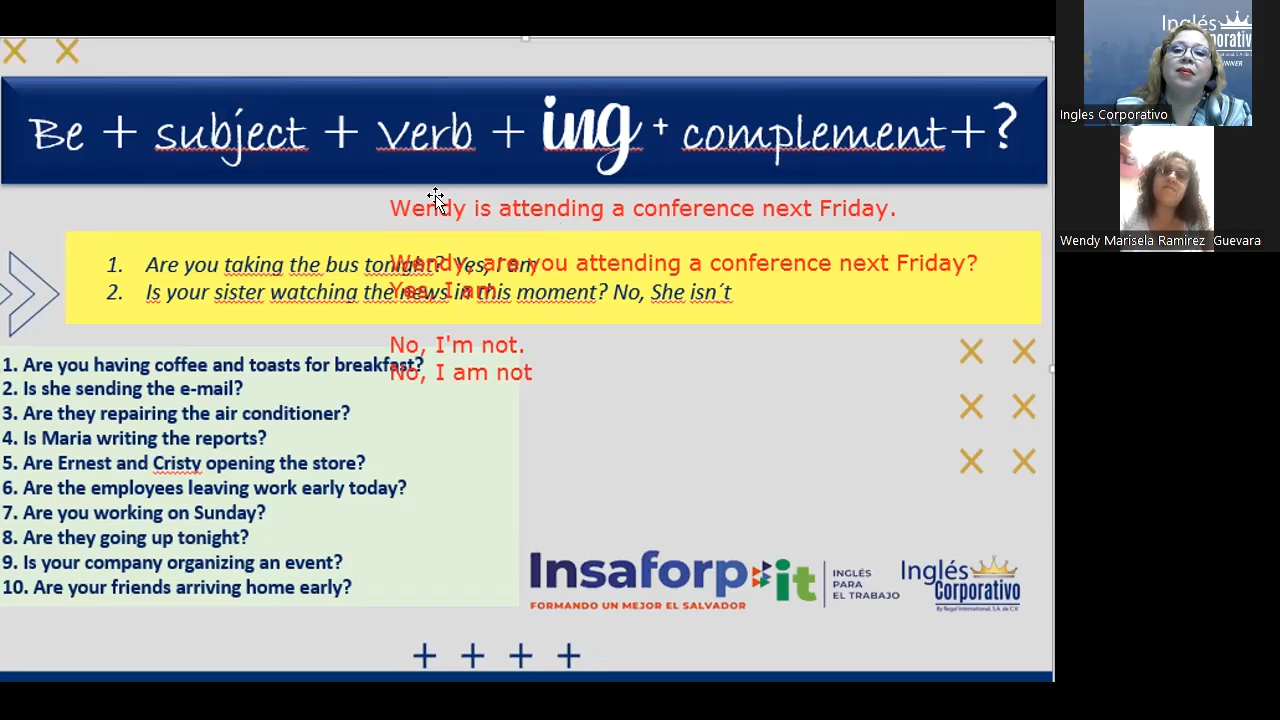 Be + subject + verb + ing + complement + ?
Wendy is attending a conference next Friday.
1. Are you taking the bus tonight? Yes, I am
Wendy, are you attending a conference next Friday?
2. Is your sister watching the news in this moment? No, She isn´t
Yes, I am.
No, I'm not.
No, I am not
1. Are you having coffee and toasts for breakfast?
2. Is she sending the e-mail?
3. Are they repairing the air conditioner?
4. Is Maria writing the reports?
5. Are Ernest and Cristy opening the store?
6. Are the employees leaving work early today?
7. Are you working on Sunday?
8. Are they going up tonight?
9. Is your company organizing an event?
10. Are your friends arriving home early?
Insaforp
FORMANDO UN MEJOR EL SALVADOR
it
INGLÉS
PARA
EL TRABAJO
Inglés
Corporativo
By Regal International, S.A. de C.V.
Inglés
Ingles Corporativo
Wendy Marisela Ramirez Guevara